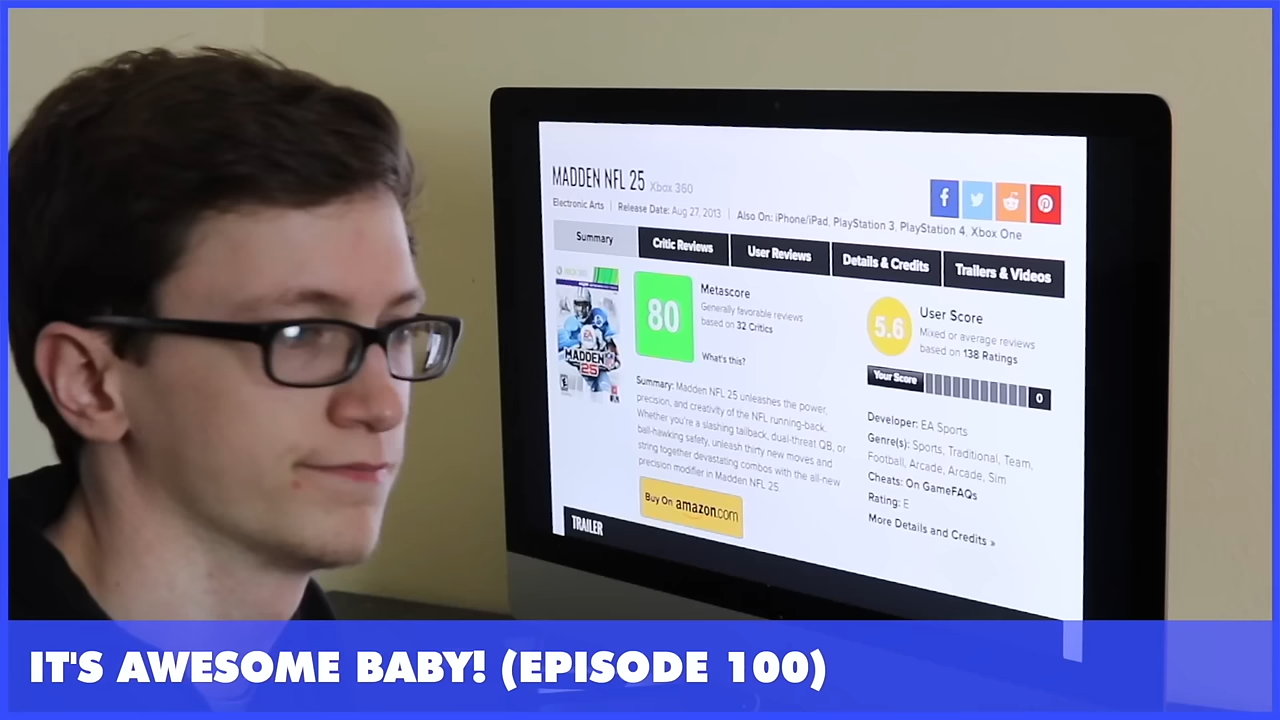 MADDEN NFL 25 Xbox 360
Electronic Arts | Release Date: Aug 27, 2013 | Also On: iPhone/iPad, PlayStation 3, PlayStation 4, Xbox One
Summary
Critic Reviews
User Reviews
Details & Credits
Trailers & Videos
XBOX 360
EA
MADDEN
25
80
Metascore
Generally favorable reviews
based on 32 Critics
What's this?
5.6
User Score
Mixed or average reviews
based on 138 Ratings
Your Score
0
Summary: Madden NFL 25 unleashes the power,
precision, and creativity of the NFL running-back.
Whether you're a slashing tailback, dual-threat QB, or
ball-hawking safety, unleash thirty new moves and
string together devastating combos with the all-new
precision modifier in Madden NFL 25.
Buy On amazon.com
Developer: EA Sports
Genre(s): Sports, Traditional, Team,
Football, Arcade, Arcade, Sim
Cheats: On GameFAQs
Rating: E
More Details and Credits »
TRAILER
IT'S AWESOME BABY! (EPISODE 100)